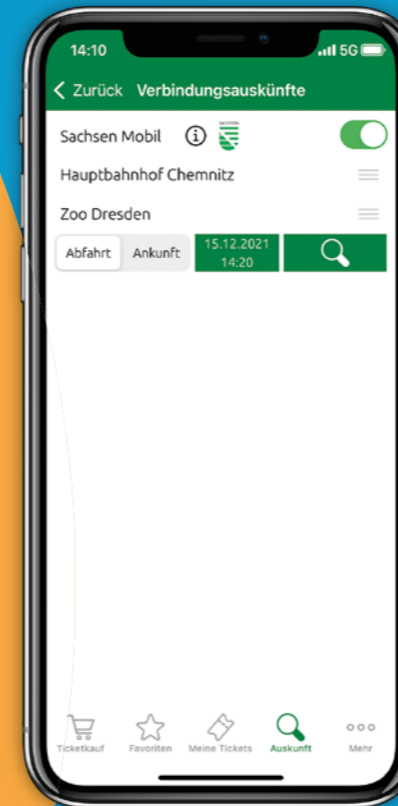 14:10 5G
Zurück Verbindungsauskünfte
Sachsen Mobil i SACHSEN
Hauptbahnhof Chemnitz
Zoo Dresden
Abfahrt Ankunft 15.12.2021
14:20
Ticketkauf Favoriten Meine Tickets Auskunft Mehr